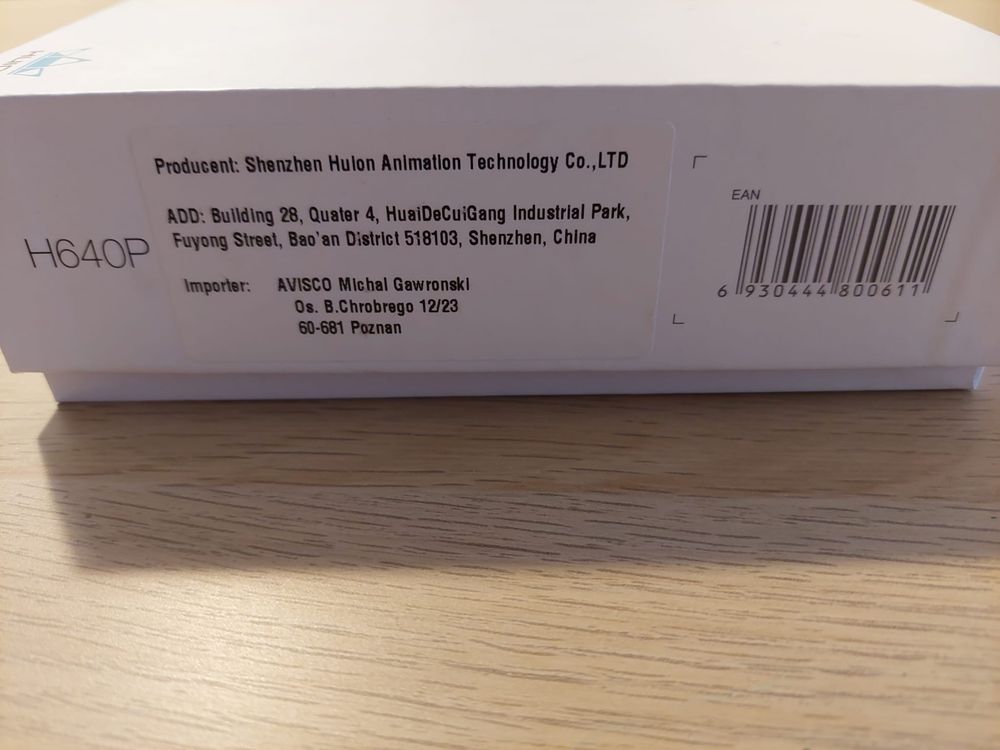 H640P
Producent: Shenzhen Huion Animation Technology Co.,LTD
ADD: Building 28, Quater 4, HuaiDeCuiGang Industrial Park,
Fuyong Street, Bao'an District 518103, Shenzhen, China
Importer: AVISCO Michal Gawronski
Os. B.Chrobrego 12/23
60-681 Poznan
EAN
6 930444 800611